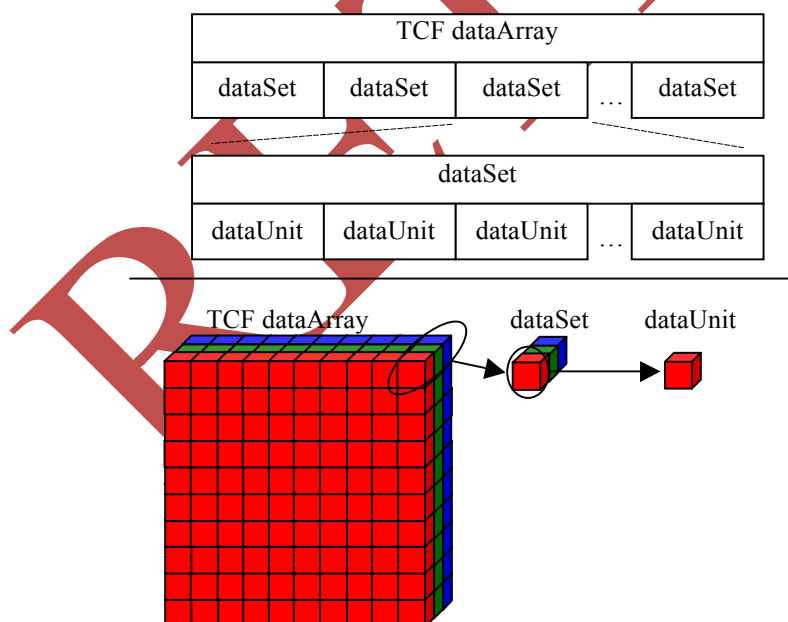 TCF dataArray
dataSet dataSet dataSet … dataSet
dataSet
dataUnit dataUnit dataUnit … dataUnit
TCF dataArray dataSet dataUnit